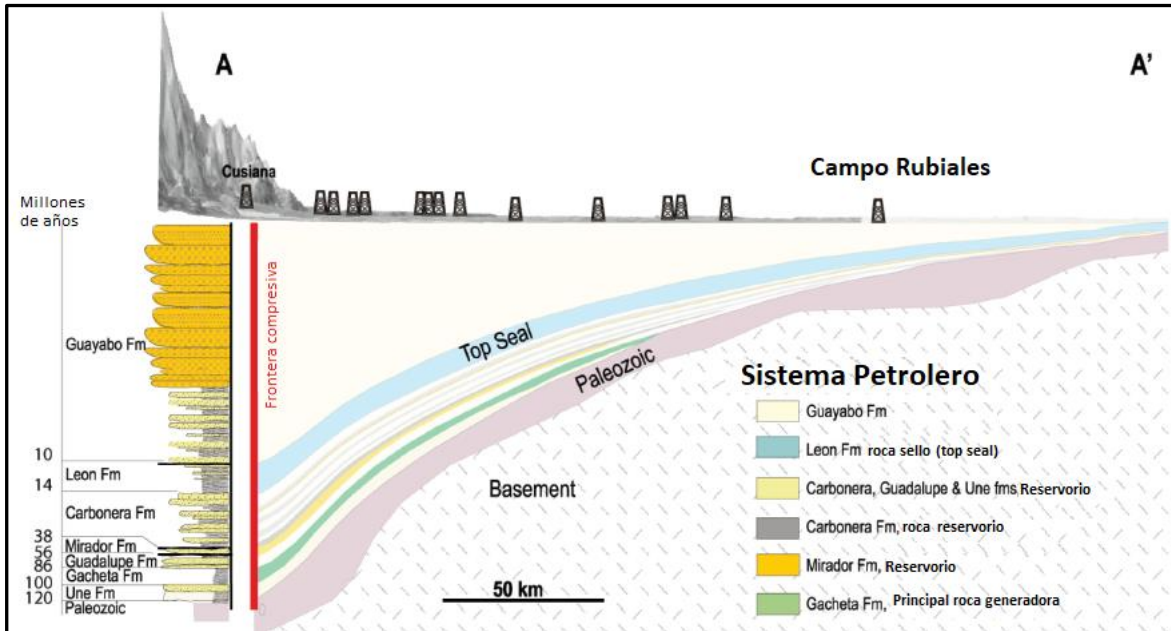 A
A'
Cusiana
Campo Rubiales
Millones
de años
Frontera compresiva
Guayabo Fm
10
Leon Fm
14
Carbonera Fm
38
Mirador Fm
56
Guadalupe Fm
86
Gacheta Fm
100
Une Fm
120
Paleozoic
Top Seal
Paleozoic
Basement
50 km
Sistema Petrolero
Guayabo Fm
Leon Fm roca sello (top seal)
Carbonera, Guadalupe & Une fms, Reservorio
Carbonera Fm, roca reservorio
Mirador Fm, Reservorio
Gacheta Fm, Principal roca generadora